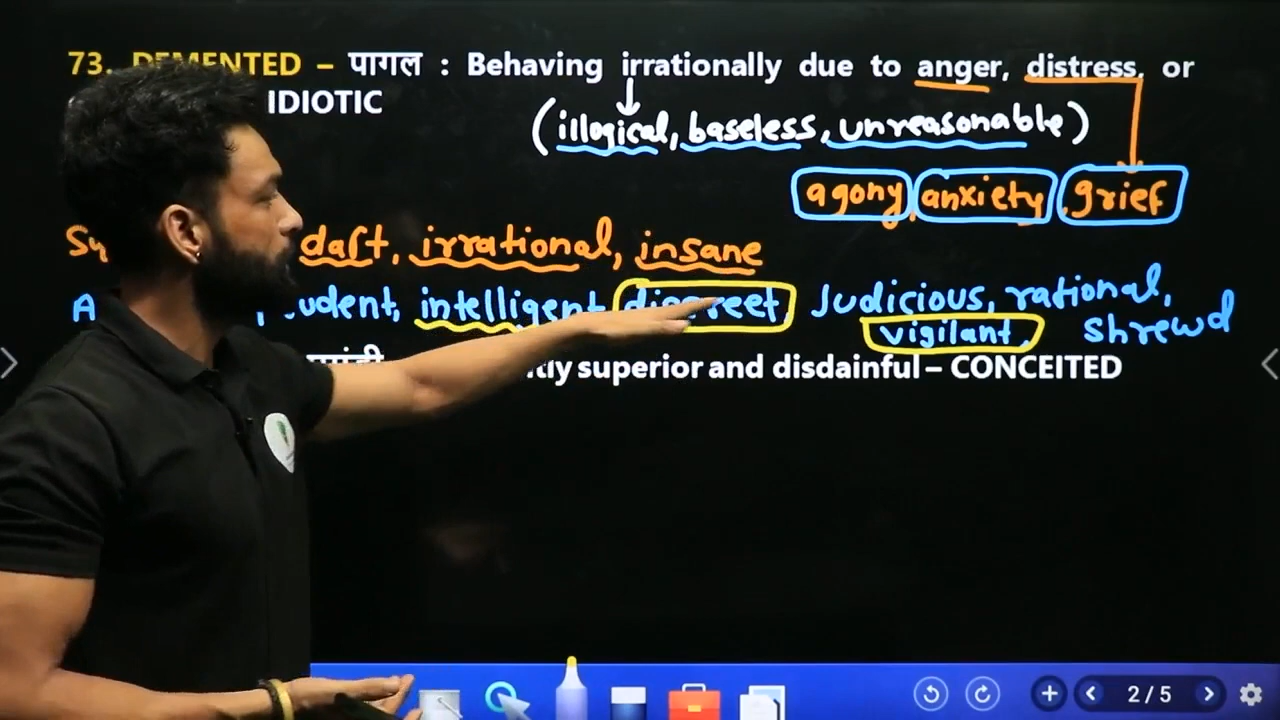 73. DEMENTED – पागल : Behaving irrationally due to anger, distress, or
IDIOTIC
(illogical, baseless, unreasonable)
agony, anxiety, grief
daft, irrational, insane
intelligent, discreet, Judicious, rational,
vigilant, shrewd
superior and disdainful – CONCEITED
2 / 5